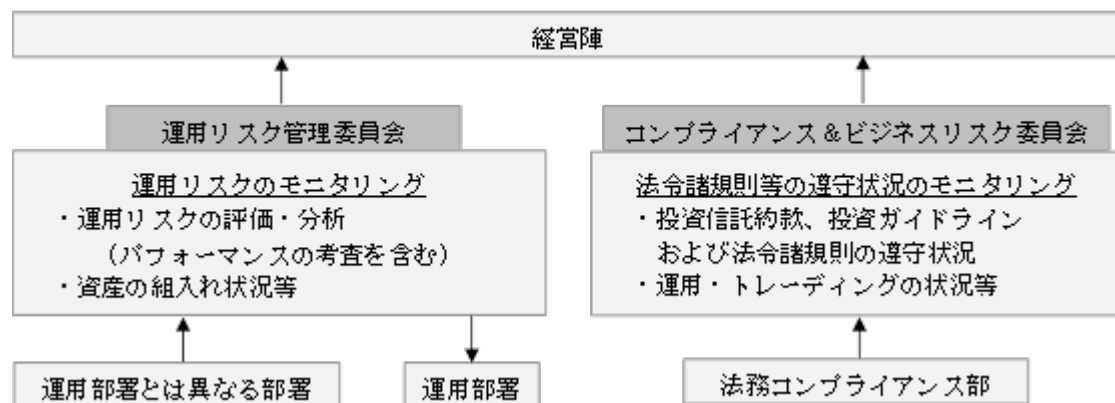 経営陣
運用リスク管理委員会
運用リスクのモニタリング
・運用リスクの評価・分析
（パフォーマンスの考査を含む）
・資産の組入れ状況等
運用部署とは異なる部署
運用部署
コンプライアンス＆ビジネスリスク委員会
法令諸規則等の遵守状況のモニタリング
・投資信託約款、投資ガイドライン
および法令諸規則の遵守状況
・運用・トレーディングの状況等
法務コンプライアンス部